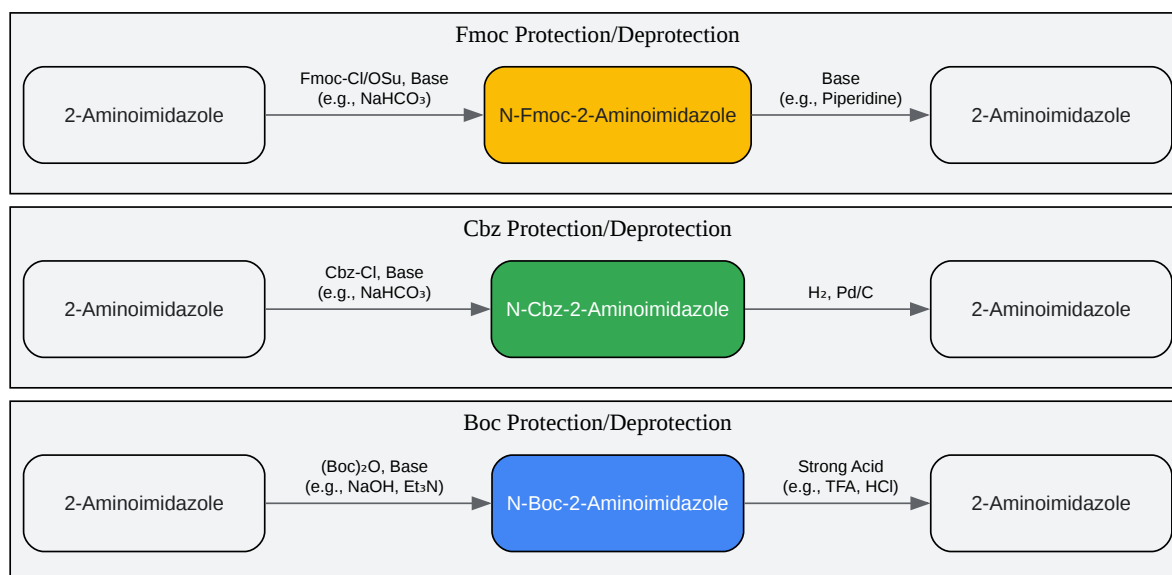 Fmoc Protection/Deprotection
2-Aminoimidazole
Fmoc-Cl/OSu, Base
(e.g., NaHCO₃)
N-Fmoc-2-Aminoimidazole
Base
(e.g., Piperidine)
2-Aminoimidazole
Cbz Protection/Deprotection
2-Aminoimidazole
Cbz-Cl, Base
(e.g., NaHCO₃)
N-Cbz-2-Aminoimidazole
H₂, Pd/C
2-Aminoimidazole
Boc Protection/Deprotection
2-Aminoimidazole
(Boc)₂O, Base
(e.g., NaOH, Et₃N)
N-Boc-2-Aminoimidazole
Strong Acid
(e.g., TFA, HCl)
2-Aminoimidazole